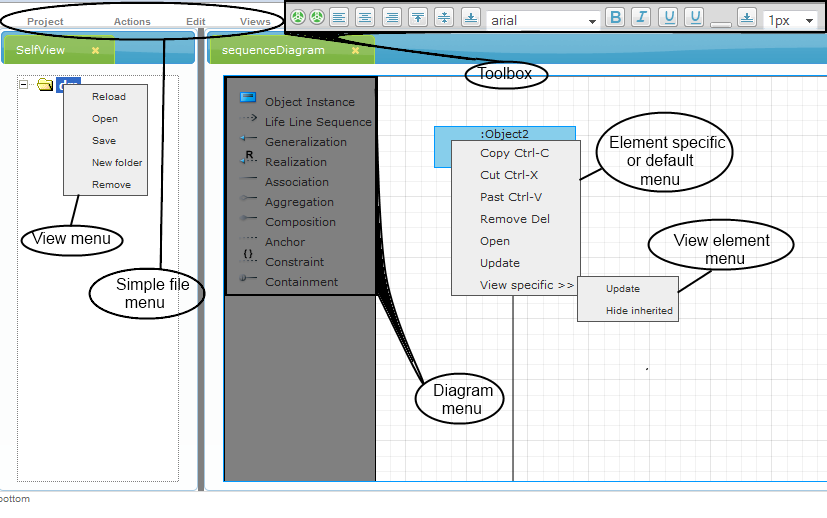 Project Actions Edit Views
arial B I U U 1px
SelfView x
sequenceDiagram x
Toolbox
Reload
Open
Save
New folder
Remove
View menu
Simple file
menu
Object Instance
Life Line Sequence
Generalization
R
Realization
Association
Aggregation
Composition
Anchor
{}
Constraint
Containment
Diagram
menu
:Object2
Copy Ctrl-C
Cut Ctrl-X
Past Ctrl-V
Remove Del
Open
Update
View specific >>
Element specific
or default
menu
View element
menu
Update
Hide inherited
bottom